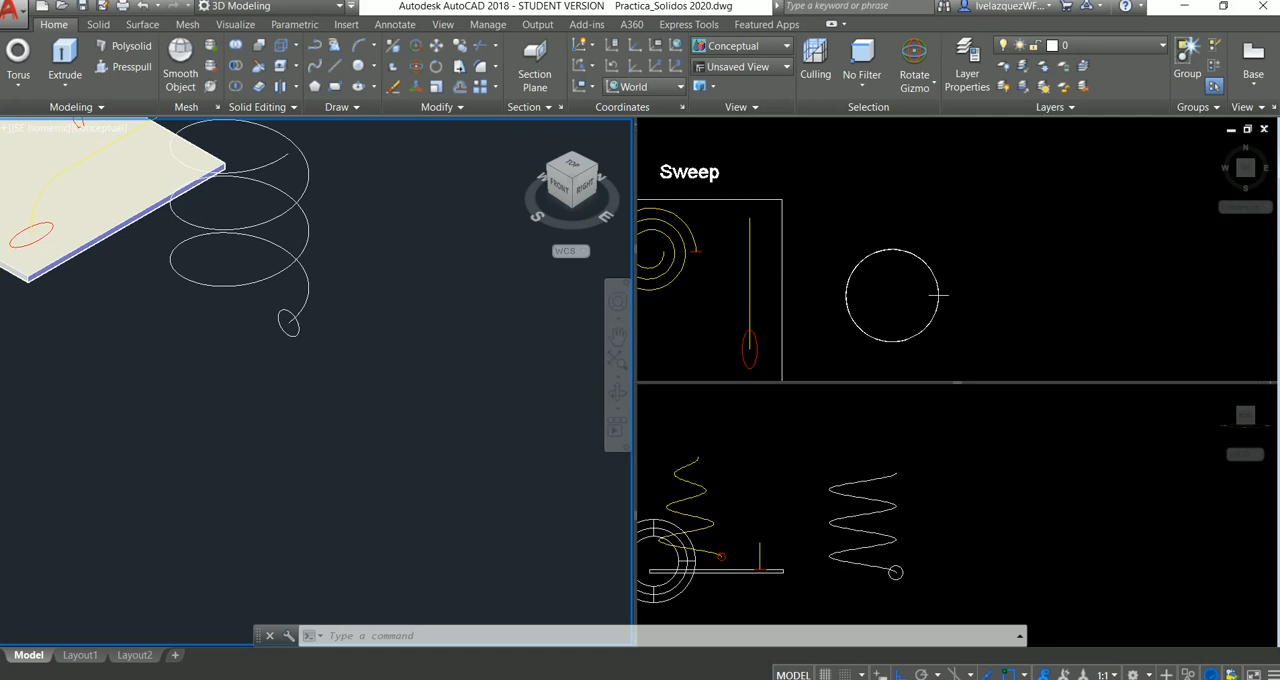 3D Modeling
Autodesk AutoCAD 2018 - STUDENT VERSION    Practica_Solidos 2020.dwg
Type a keyword or phrase
lvelazquezWF...
Home Solid Surface Mesh Visualize Parametric Insert Annotate View Manage Output Add-ins A360 Express Tools Featured Apps
Torus
Extrude
Polysolid
Presspull
Smooth
Object
Section
Plane
World
Conceptual
Unsaved View
Culling
No Filter
Rotate
Gizmo
Layer
Properties
0
Group
Base
Modeling Mesh Solid Editing Draw Modify Section Coordinates View Selection Layers Groups View
TOP
FRONT
RIGHT
S
E
WCS
Sweep
N
W
E
S
Type a command
Model Layout1 Layout2 +
MODEL
1:1